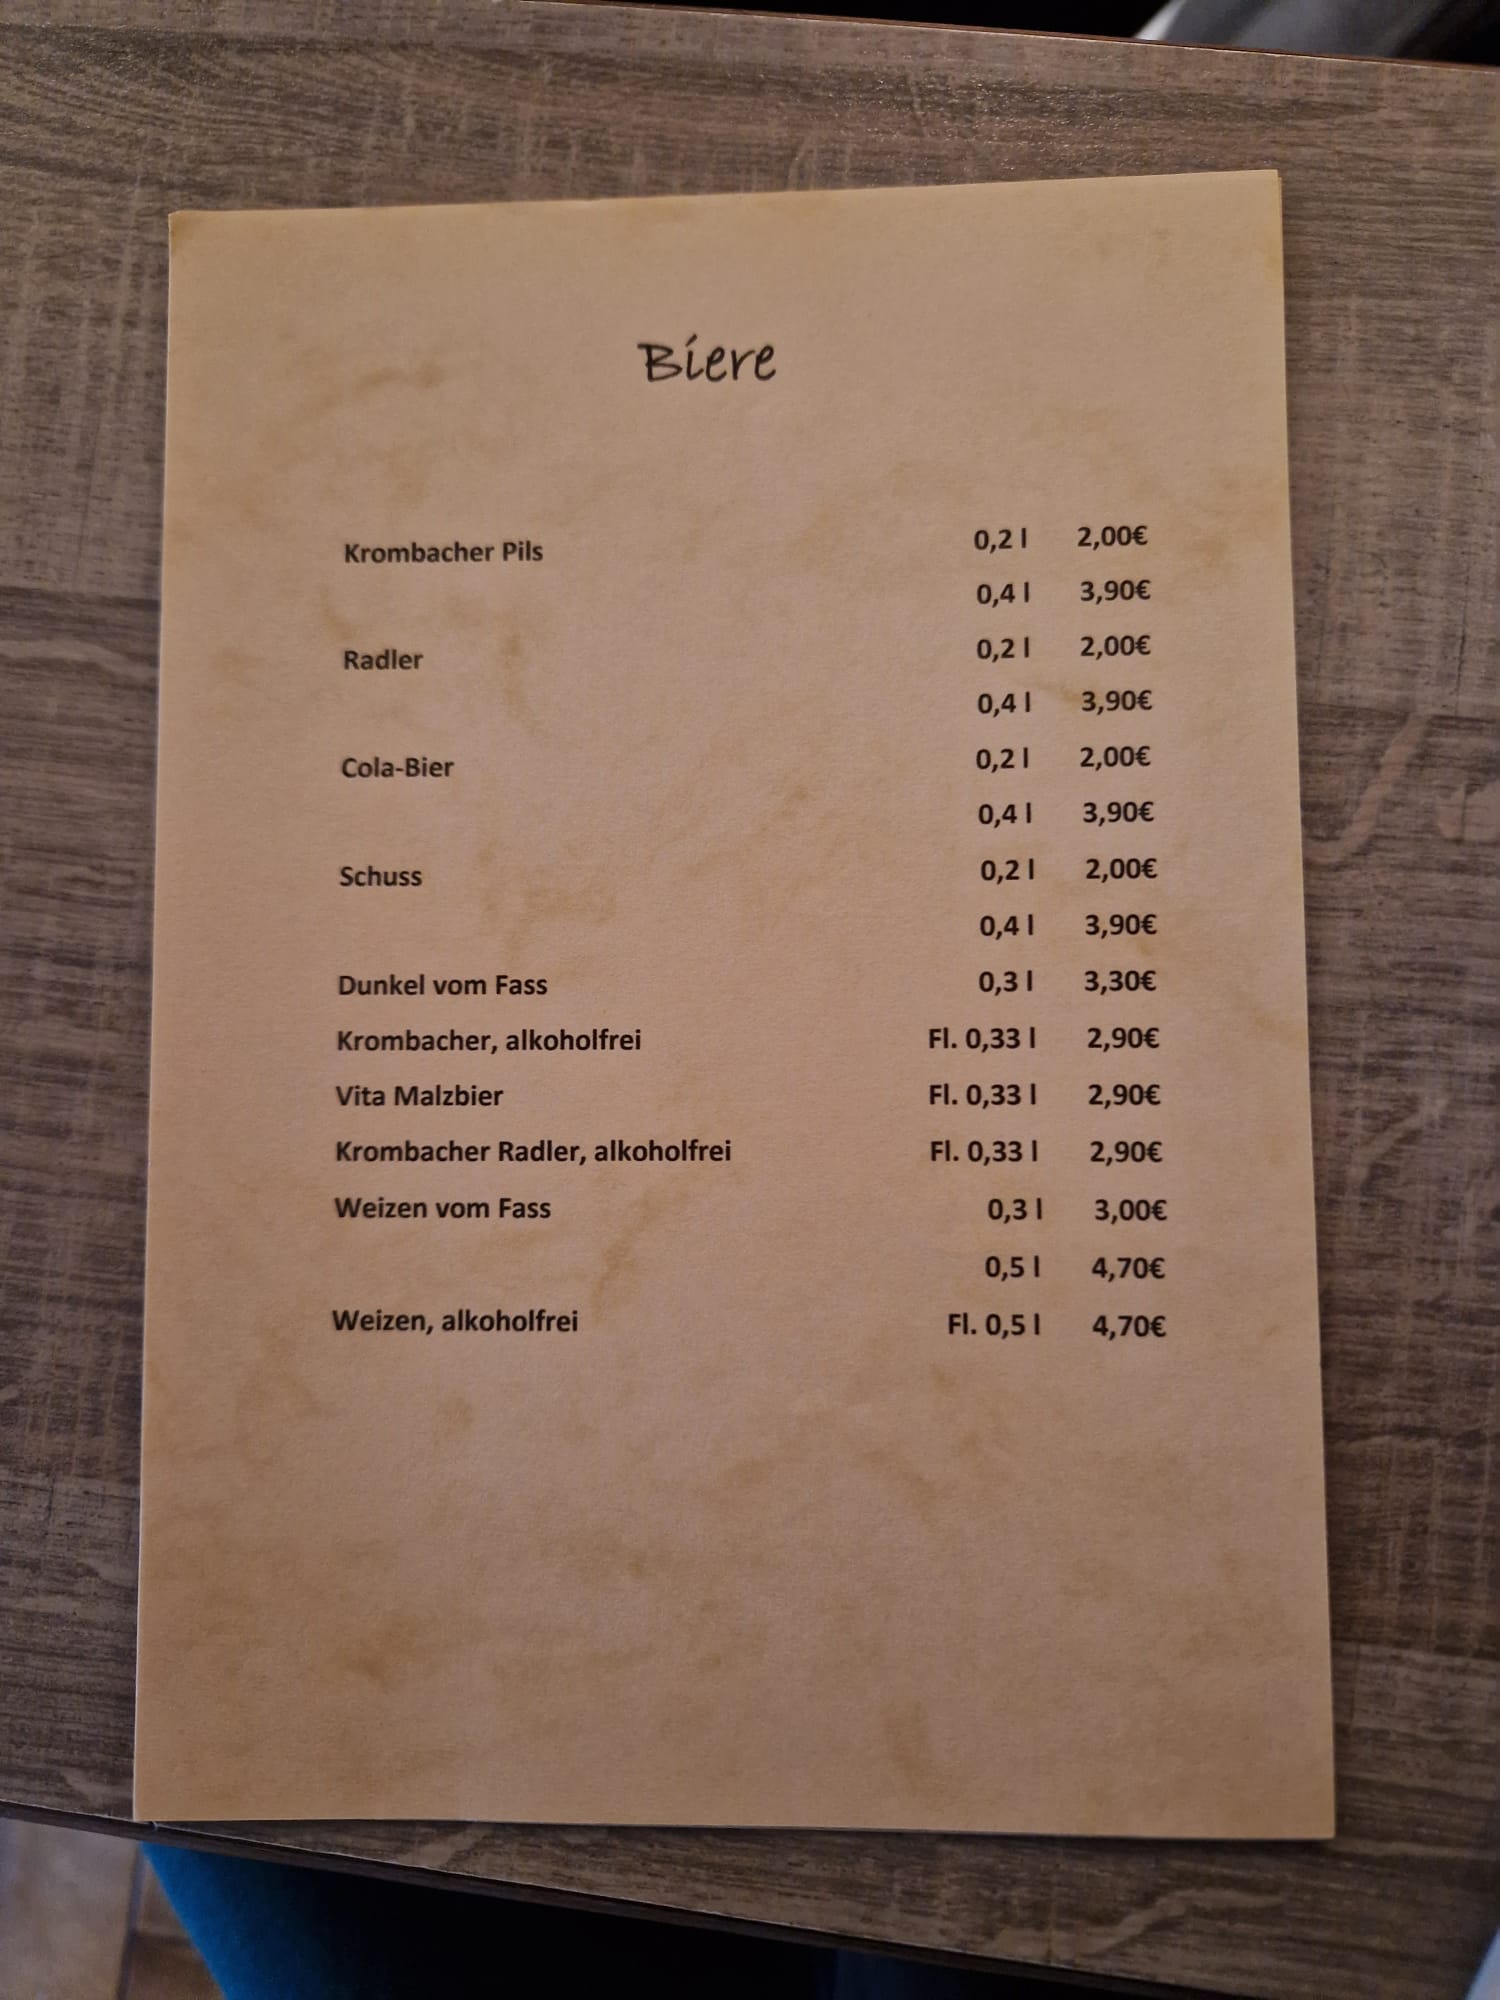 Biere
Krombacher Pils 0,2 l 2,00€
0,4 l 3,90€
Radler 0,2 l 2,00€
0,4 l 3,90€
Cola-Bier 0,2 l 2,00€
0,4 l 3,90€
Schuss 0,2 l 2,00€
0,4 l 3,90€
Dunkel vom Fass 0,3 l 3,30€
Krombacher, alkoholfrei Fl. 0,33 l 2,90€
Vita Malzbier Fl. 0,33 l 2,90€
Krombacher Radler, alkoholfrei Fl. 0,33 l 2,90€
Weizen vom Fass 0,3 l 3,00€
0,5 l 4,70€
Weizen, alkoholfrei Fl. 0,5 l 4,70€